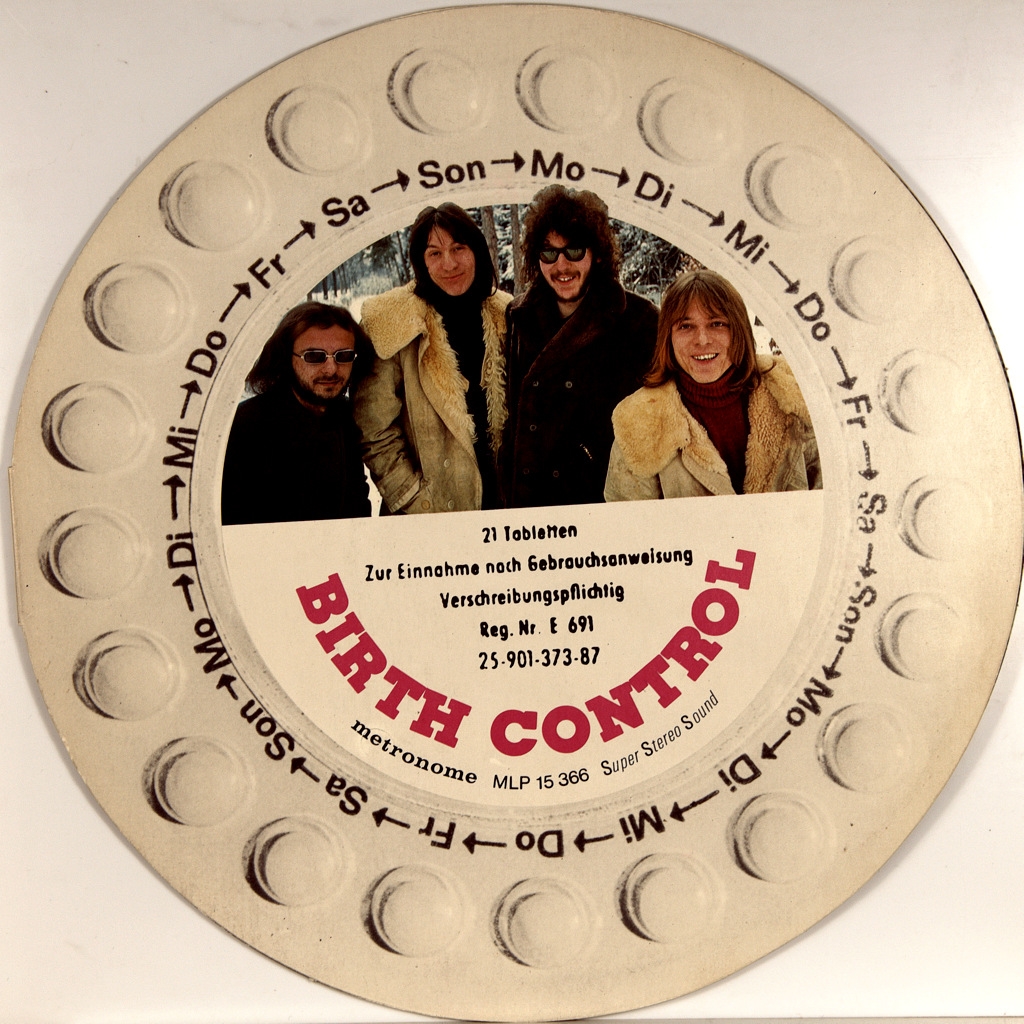 Son → Mo → Di → Mi → Do → Fr → Sa → Son → Mo → Di → Mi → Do → Fr → Sa → Son → Mo → Di → Mi → Do → Fr → Sa →
21 Tabletten
Zur Einnahme nach Gebrauchsanweisung
Verschreibungspflichtig
Reg. Nr. E 691
25-901-373-87
BIRTH CONTROL
metronome MLP 15 366 Super Stereo Sound